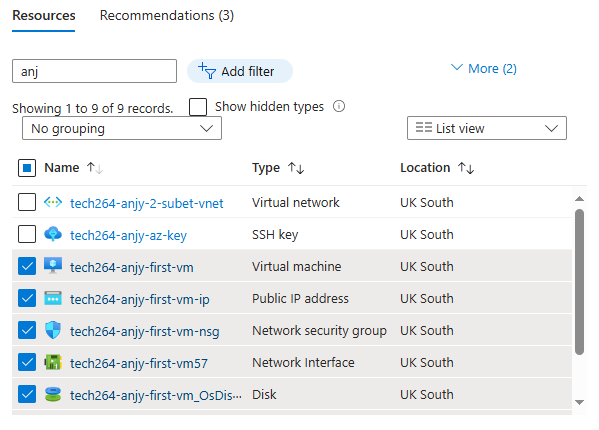 Resources Recommendations (3)
anj Add filter More (2)
Showing 1 to 9 of 9 records. Show hidden types
No grouping List view
Name Type Location
tech264-anjy-2-subet-vnet Virtual network UK South
tech264-anjy-az-key SSH key UK South
tech264-anjy-first-vm Virtual machine UK South
tech264-anjy-first-vm-ip Public IP address UK South
tech264-anjy-first-vm-nsg Network security group UK South
tech264-anjy-first-vm57 Network Interface UK South
tech264-anjy-first-vm_OsDis... Disk UK South